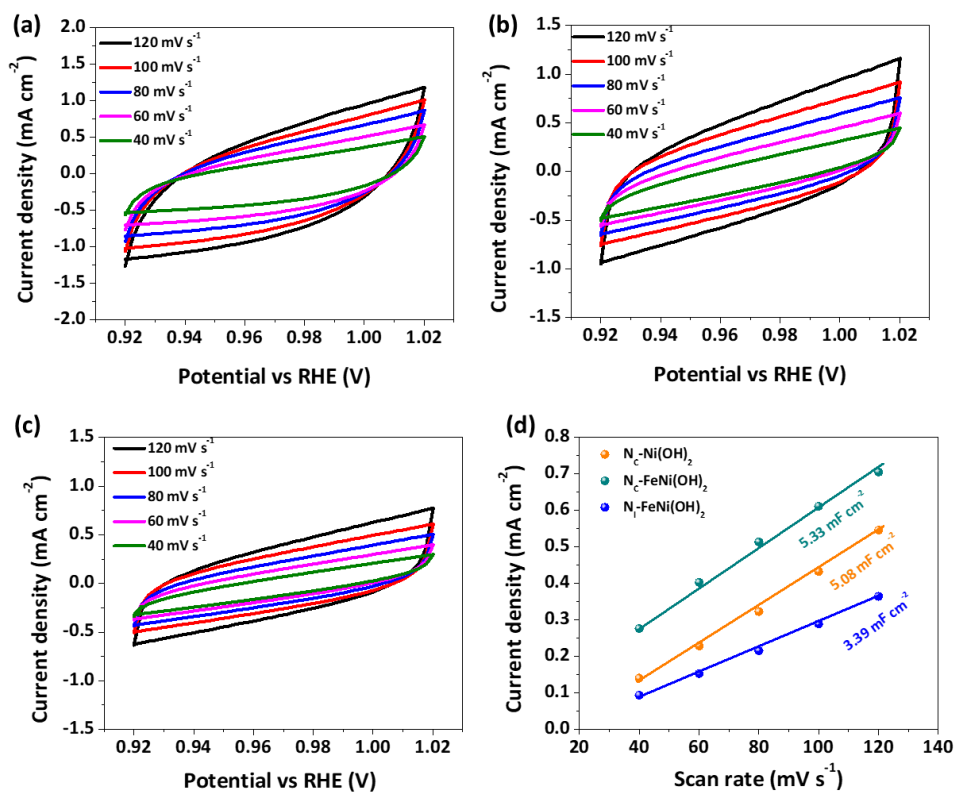 (a)
120 mV s⁻¹
100 mV s⁻¹
80 mV s⁻¹
60 mV s⁻¹
40 mV s⁻¹
2.0
1.5
1.0
0.5
0.0
-0.5
-1.0
-1.5
-2.0
Current density (mA cm⁻²)
0.92 0.94 0.96 0.98 1.00 1.02
Potential vs RHE (V)
(b)
120 mV s⁻¹
100 mV s⁻¹
80 mV s⁻¹
60 mV s⁻¹
40 mV s⁻¹
1.5
1.0
0.5
0.0
-0.5
-1.0
-1.5
Current density (mA cm⁻²)
0.92 0.94 0.96 0.98 1.00 1.02
Potential vs RHE (V)
(c)
120 mV s⁻¹
100 mV s⁻¹
80 mV s⁻¹
60 mV s⁻¹
40 mV s⁻¹
1.5
1.0
0.5
0.0
-0.5
-1.0
-1.5
Current density (mA cm⁻²)
0.92 0.94 0.96 0.98 1.00 1.02
Potential vs RHE (V)
(d)
N_C-Ni(OH)₂
N_C-FeNi(OH)₂
N_I-FeNi(OH)₂
5.33 mF cm⁻²
5.08 mF cm⁻²
3.39 mF cm⁻²
0.8
0.7
0.6
0.5
0.4
0.3
0.2
0.1
0.0
Current density (mA cm⁻²)
20 40 60 80 100 120 140
Scan rate (mV s⁻¹)